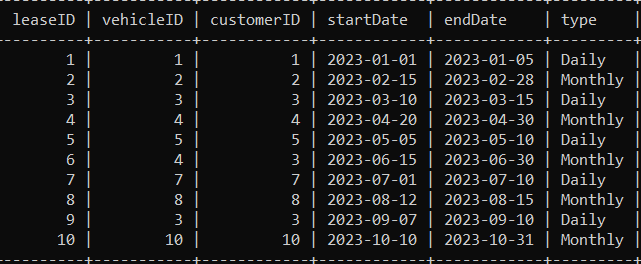 leaseID | vehicleID | customerID | startDate | endDate | type |
1 | 1 | 1 | 2023-01-01 | 2023-01-05 | Daily |
2 | 2 | 2 | 2023-02-15 | 2023-02-28 | Monthly |
3 | 3 | 3 | 2023-03-10 | 2023-03-15 | Daily |
4 | 4 | 4 | 2023-04-20 | 2023-04-30 | Monthly |
5 | 5 | 5 | 2023-05-05 | 2023-05-10 | Daily |
6 | 4 | 3 | 2023-06-15 | 2023-06-30 | Monthly |
7 | 7 | 7 | 2023-07-01 | 2023-07-10 | Daily |
8 | 8 | 8 | 2023-08-12 | 2023-08-15 | Monthly |
9 | 3 | 3 | 2023-09-07 | 2023-09-10 | Daily |
10 | 10 | 10 | 2023-10-10 | 2023-10-31 | Monthly |